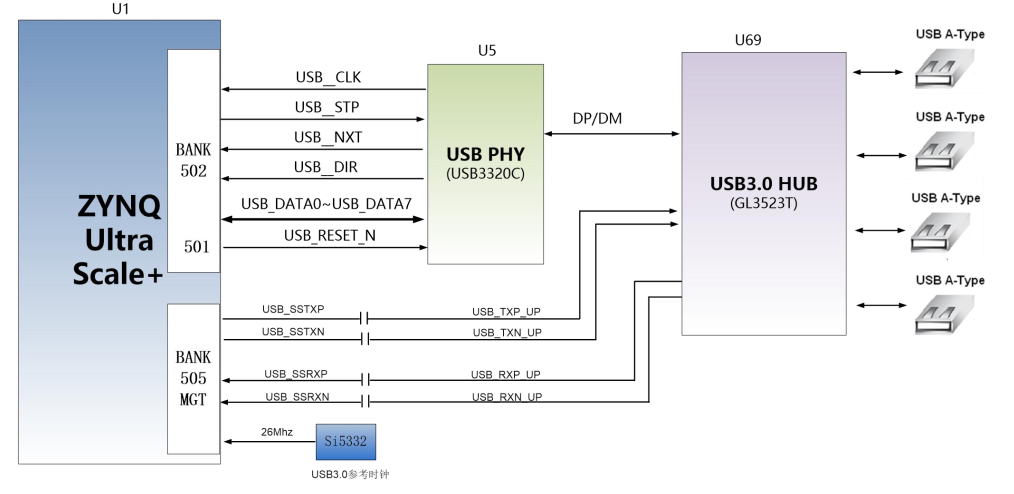 U1
U5
U69
USB A-Type
USB__CLK
USB__STP
USB__NXT
USB__DIR
USB_DATA0~USB_DATA7
USB_RESET_N
BANK
502
501
ZYNQ
Ultra
Scale+
USB PHY
(USB3320C)
DP/DM
USB3.0 HUB
(GL3523T)
USB A-Type
USB A-Type
USB A-Type
USB_SSTXP
USB_TXP_UP
USB_SSTXN
USB_TXN_UP
BANK
505
MGT
USB_SSRXP
USB_RXP_UP
USB_SSRXN
USB_RXN_UP
26Mhz
Si5332
USB3.0参考时钟